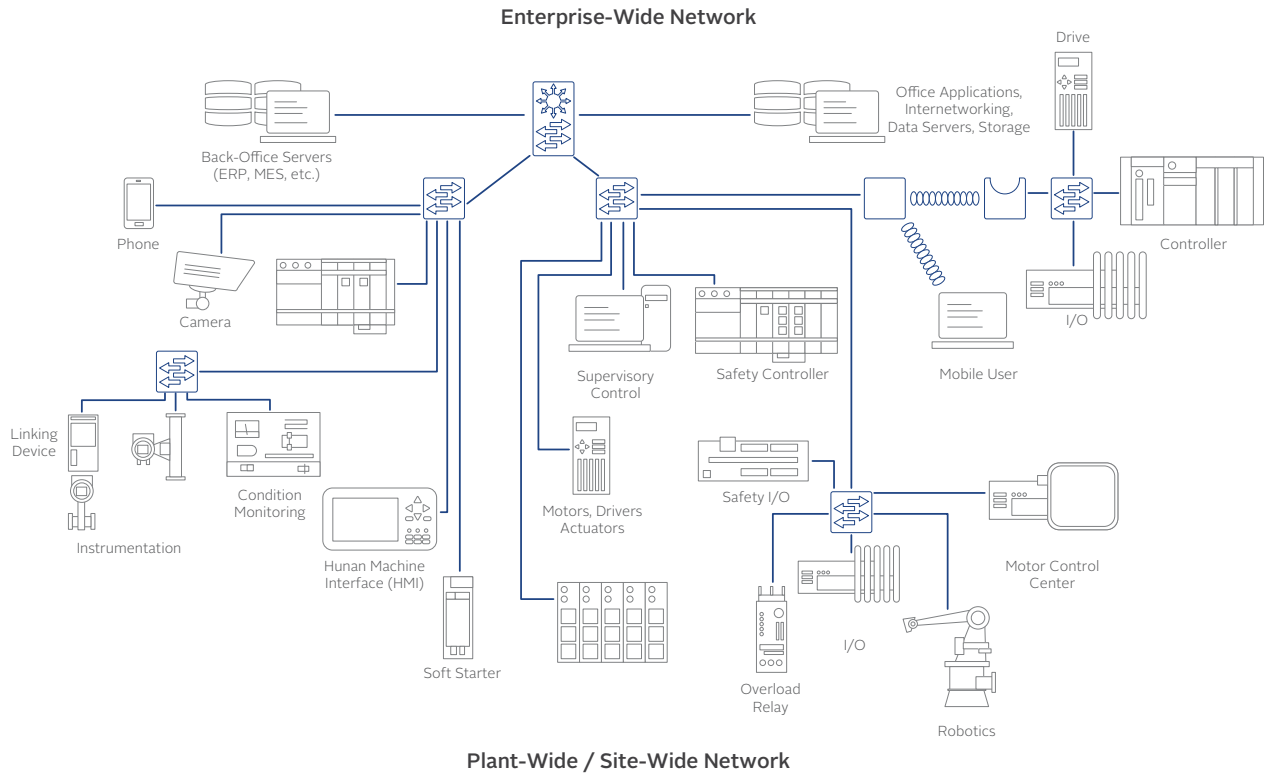 Enterprise-Wide Network
Drive
Office Applications,
Internetworking,
Data Servers, Storage
Back-Office Servers
(ERP, MES, etc.)
Phone
Controller
Camera
I/O
Supervisory
Control
Safety Controller
Mobile User
Linking
Device
Condition
Monitoring
Instrumentation
Hunan Machine
Interface (HMI)
Motors, Drivers
Actuators
Safety I/O
Motor Control
Center
I/O
Soft Starter
Overload
Relay
Robotics
Plant-Wide / Site-Wide Network